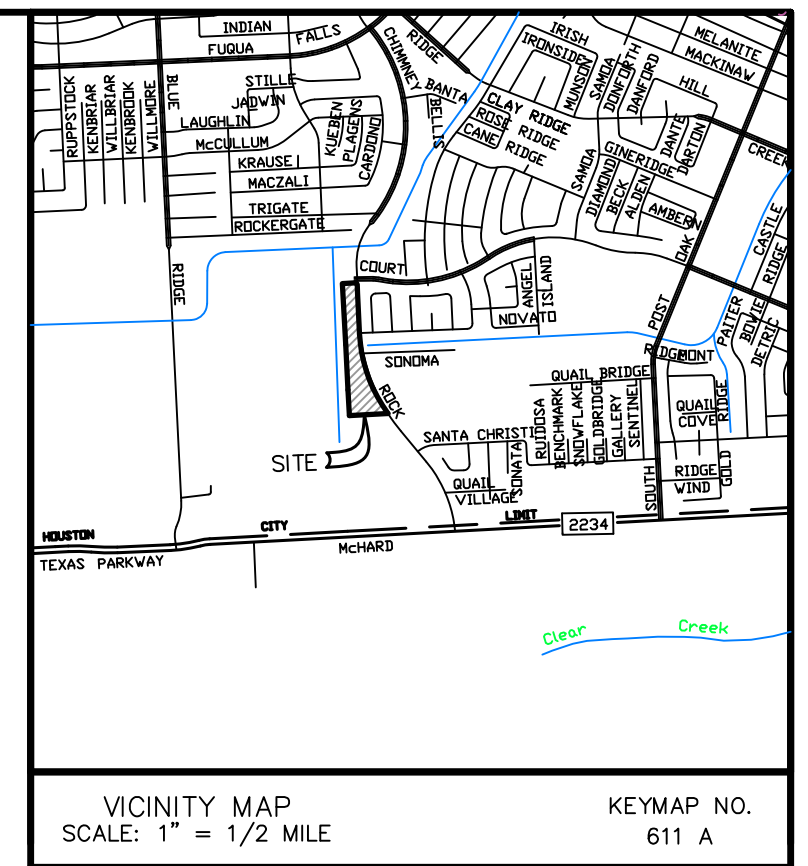 INDIAN
FUQUA
FALLS
RIDGE
CHIMMNEY
IRISH
IRONSIDE
MUNSON
SAMOA
DONFORTH
DANFORD
MELANITE
MACKINAW
HILL
RUPPSTOCK
KENBRIAR
WILLBRIAR
KENBROOK
WILLMORE
BLUE
STILLE
JADWIN
LAUGHLIN
McCULLUM
KRAUSE
MACZALI
TRIGATE
ROCKERGATE
KUEBEN
PLAGENS
CARDONO
BANTA
BELLIS
CLAY RIDGE
ROSE RIDGE
CANE RIDGE
GINERIDGE
DANTE
DARTON
CREEK
SAMOA
DIAMOND
BECK
ALDEN
AMBERN
OAK
CASTLE
RIDGE
RIDGE
COURT
ANGEL
ISLAND
NOVATO
POST
PAITER
BOWIE
DETRIC
SONOMA
ROCK
RIDGEMONT
QUAIL BRIDGE
RUIDOSA
BENCHMARK
SNOWFLAKE
GOLDBRIDGE
GALLERY
SENTINEL
QUAIL
COVE
RIDGE
GOLD
SITE
SANTA CHRISTI
SONATA
QUAIL
VILLAGE
SOUTH
RIDGE
WIND
HOUSTON
CITY
LIMIT
2234
TEXAS PARKWAY
McHARD
Clear
Creek
VICINITY MAP
SCALE: 1" = 1/2 MILE
KEYMAP NO.
611 A